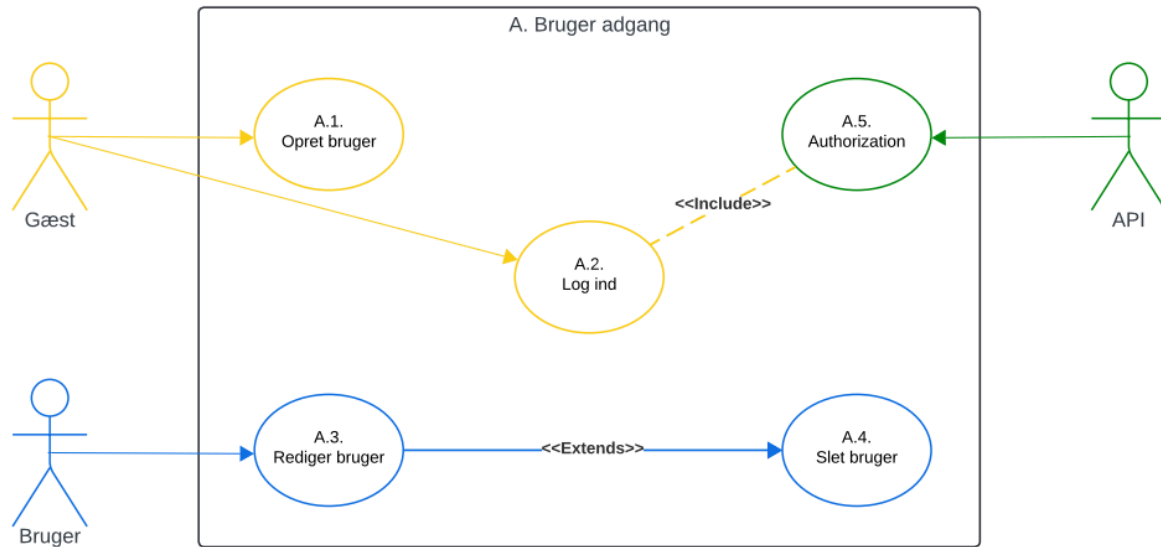 A. Bruger adgang
A.1.
Opret bruger
A.5.
Authorization
Gæst
<<Include>>
API
A.2.
Log ind
A.3.
Rediger bruger
<<Extends>>
A.4.
Slet bruger
Bruger